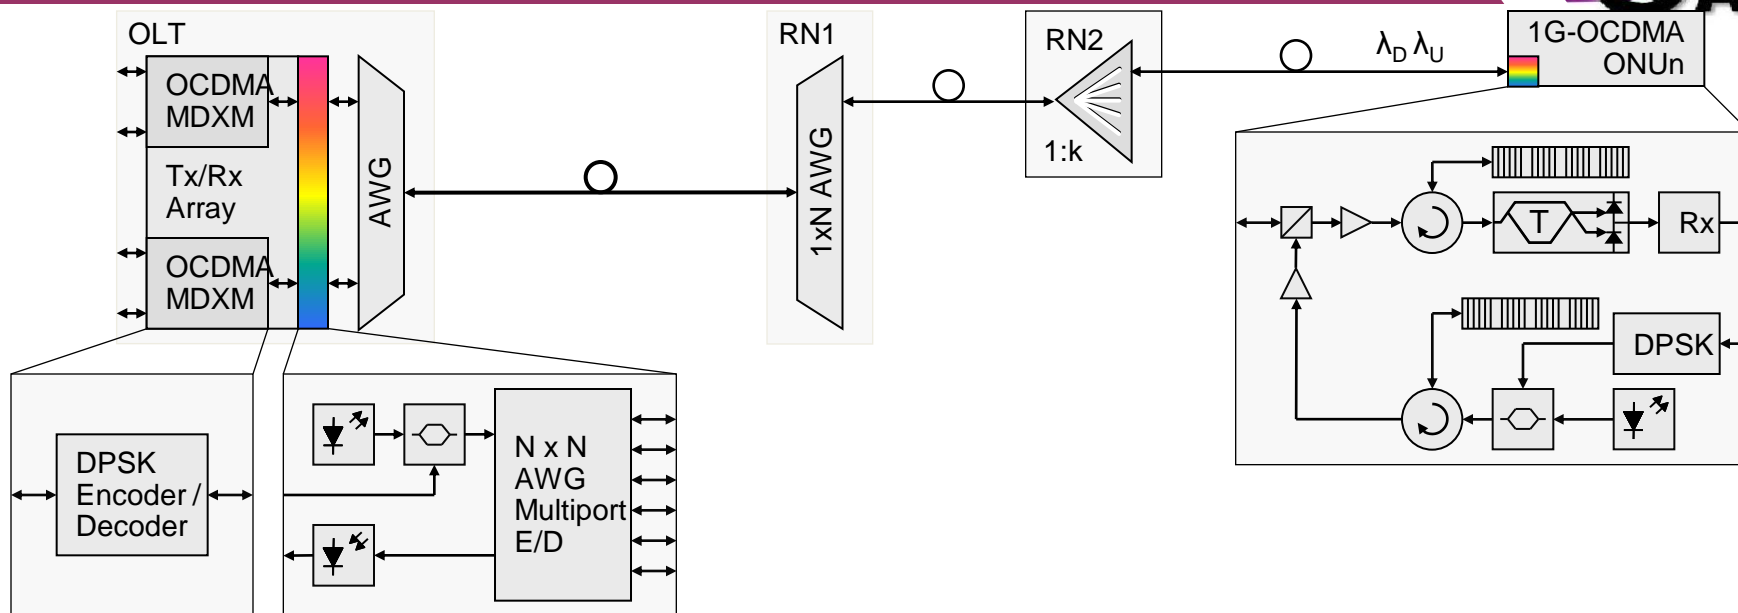 OLT
OCDMA
MDXM
Tx/Rx
Array
OCDMA
MDXM
AWG
RN1
1xN AWG
RN2
1:k
λD λU
1G-OCDMA
ONUn
T
Rx
DPSK
DPSK
Encoder /
Decoder
N x N
AWG
Multiport
E/D